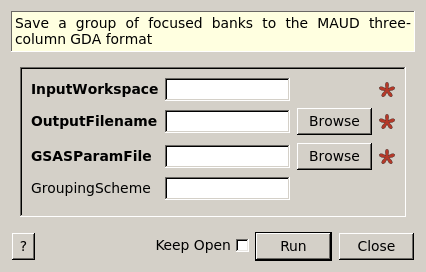 Save a group of focused banks to the MAUD three-
column GDA format
InputWorkspace
OutputFilename Browse
GSASParamFile Browse
GroupingScheme
? Keep Open Run Close